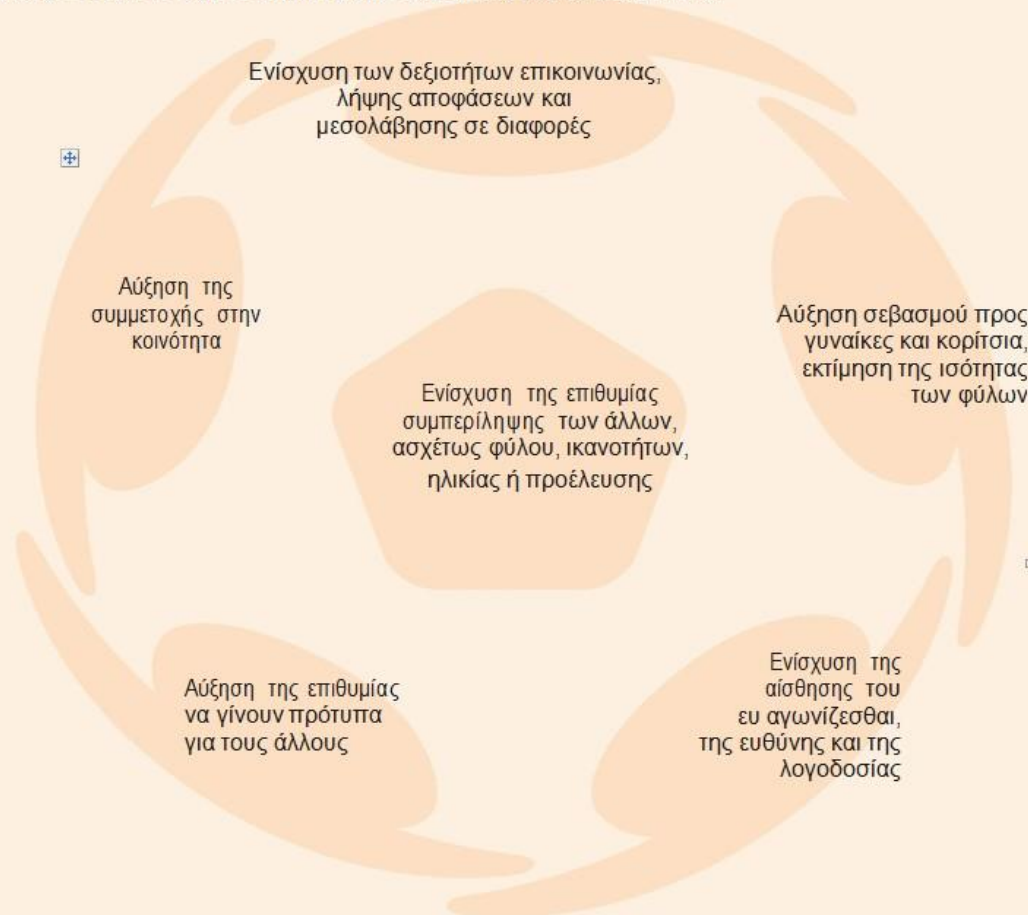 Ενίσχυση των δεξιοτήτων επικοινωνίας,
λήψης αποφάσεων και
μεσολάβησης σε διαφορές
Αύξηση της
συμμετοχής στην
κοινότητα
Αύξηση σεβασμού προς
γυναίκες και κορίτσια,
εκτίμηση της ισότητας
των φύλων
Ενίσχυση της επιθυμίας
συμπερίληψης των άλλων,
ασχέτως φύλου, ικανοτήτων,
ηλικίας ή προέλευσης
Αύξηση της επιθυμίας
να γίνουν πρότυπα
για τους άλλους
Ενίσχυση της
αίσθησης του
ευ αγωνίζεσθαι,
της ευθύνης και της
λογοδοσίας